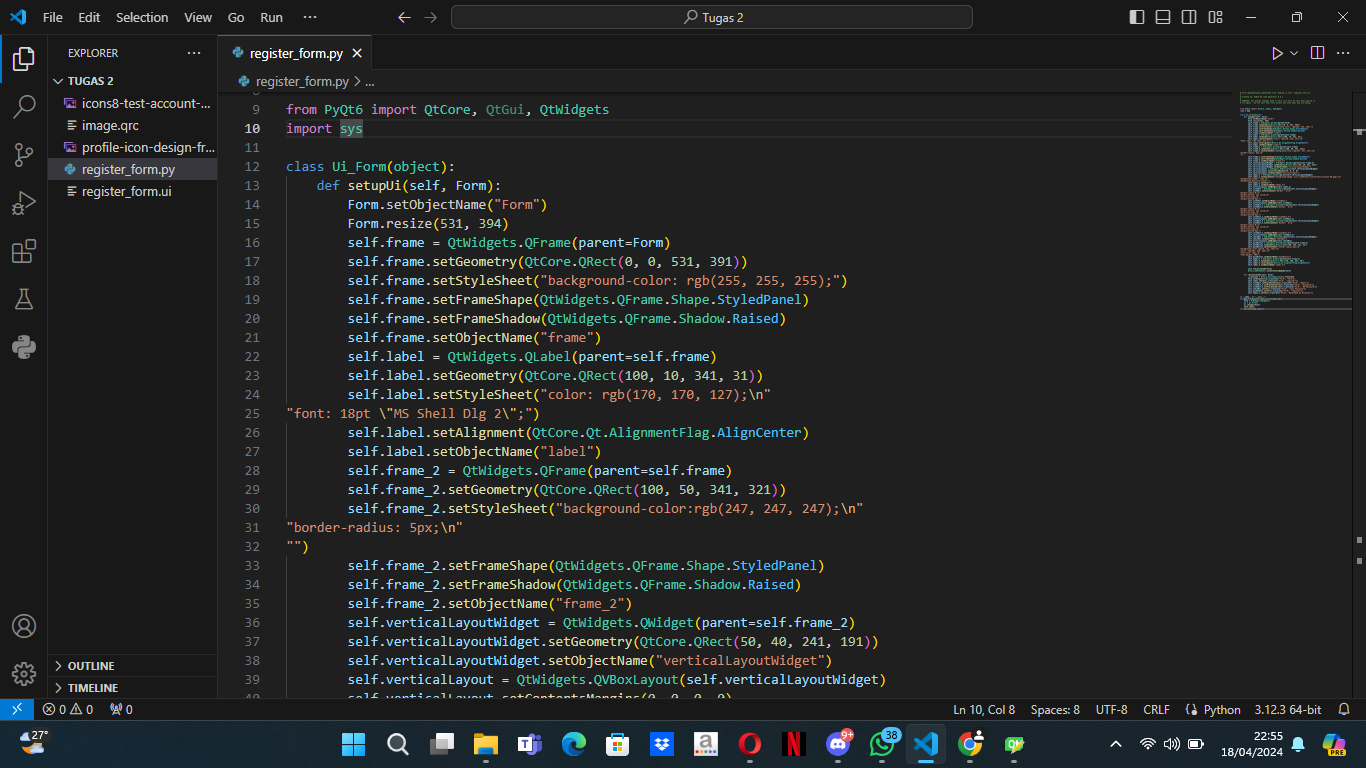 File Edit Selection View Go Run ··· Tugas 2
EXPLORER ···
TUGAS 2
icons8-test-account-...
image.qrc
profile-icon-design-fr...
register_form.py
register_form.ui
OUTLINE
TIMELINE
register_form.py
register_form.py > ...
9 from PyQt6 import QtCore, QtGui, QtWidgets
10 import sys
11
12 class Ui_Form(object):
13 def setupUi(self, Form):
14 Form.setObjectName("Form")
15 Form.resize(531, 394)
16 self.frame = QtWidgets.QFrame(parent=Form)
17 self.frame.setGeometry(QtCore.QRect(0, 0, 531, 391))
18 self.frame.setStyleSheet("background-color: rgb(255, 255, 255);")
19 self.frame.setFrameShape(QtWidgets.QFrame.Shape.StyledPanel)
20 self.frame.setFrameShadow(QtWidgets.QFrame.Shadow.Raised)
21 self.frame.setObjectName("frame")
22 self.label = QtWidgets.QLabel(parent=self.frame)
23 self.label.setGeometry(QtCore.QRect(100, 10, 341, 31))
24 self.label.setStyleSheet("color: rgb(170, 170, 127);\n"
25 "font: 18pt \"MS Shell Dlg 2\";")
26 self.label.setAlignment(QtCore.Qt.AlignmentFlag.AlignCenter)
27 self.label.setObjectName("label")
28 self.frame_2 = QtWidgets.QFrame(parent=self.frame)
29 self.frame_2.setGeometry(QtCore.QRect(100, 50, 341, 321))
30 self.frame_2.setStyleSheet("background-color:rgb(247, 247, 247);\n"
31 "border-radius: 5px;\n"
32 "")
33 self.frame_2.setFrameShape(QtWidgets.QFrame.Shape.StyledPanel)
34 self.frame_2.setFrameShadow(QtWidgets.QFrame.Shadow.Raised)
35 self.frame_2.setObjectName("frame_2")
36 self.verticalLayoutWidget = QtWidgets.QWidget(parent=self.frame_2)
37 self.verticalLayoutWidget.setGeometry(QtCore.QRect(50, 40, 241, 191))
38 self.verticalLayoutWidget.setObjectName("verticalLayoutWidget")
39 self.verticalLayout = QtWidgets.QVBoxLayout(self.verticalLayoutWidget)
40 self.verticalLayout.setContentsMargins(0, 0, 0, 0)
0 0 0 Ln 10, Col 8 Spaces: 8 UTF-8 CRLF Python 3.12.3 64-bit
27° 9+ 38 PRE
22:55
18/04/2024